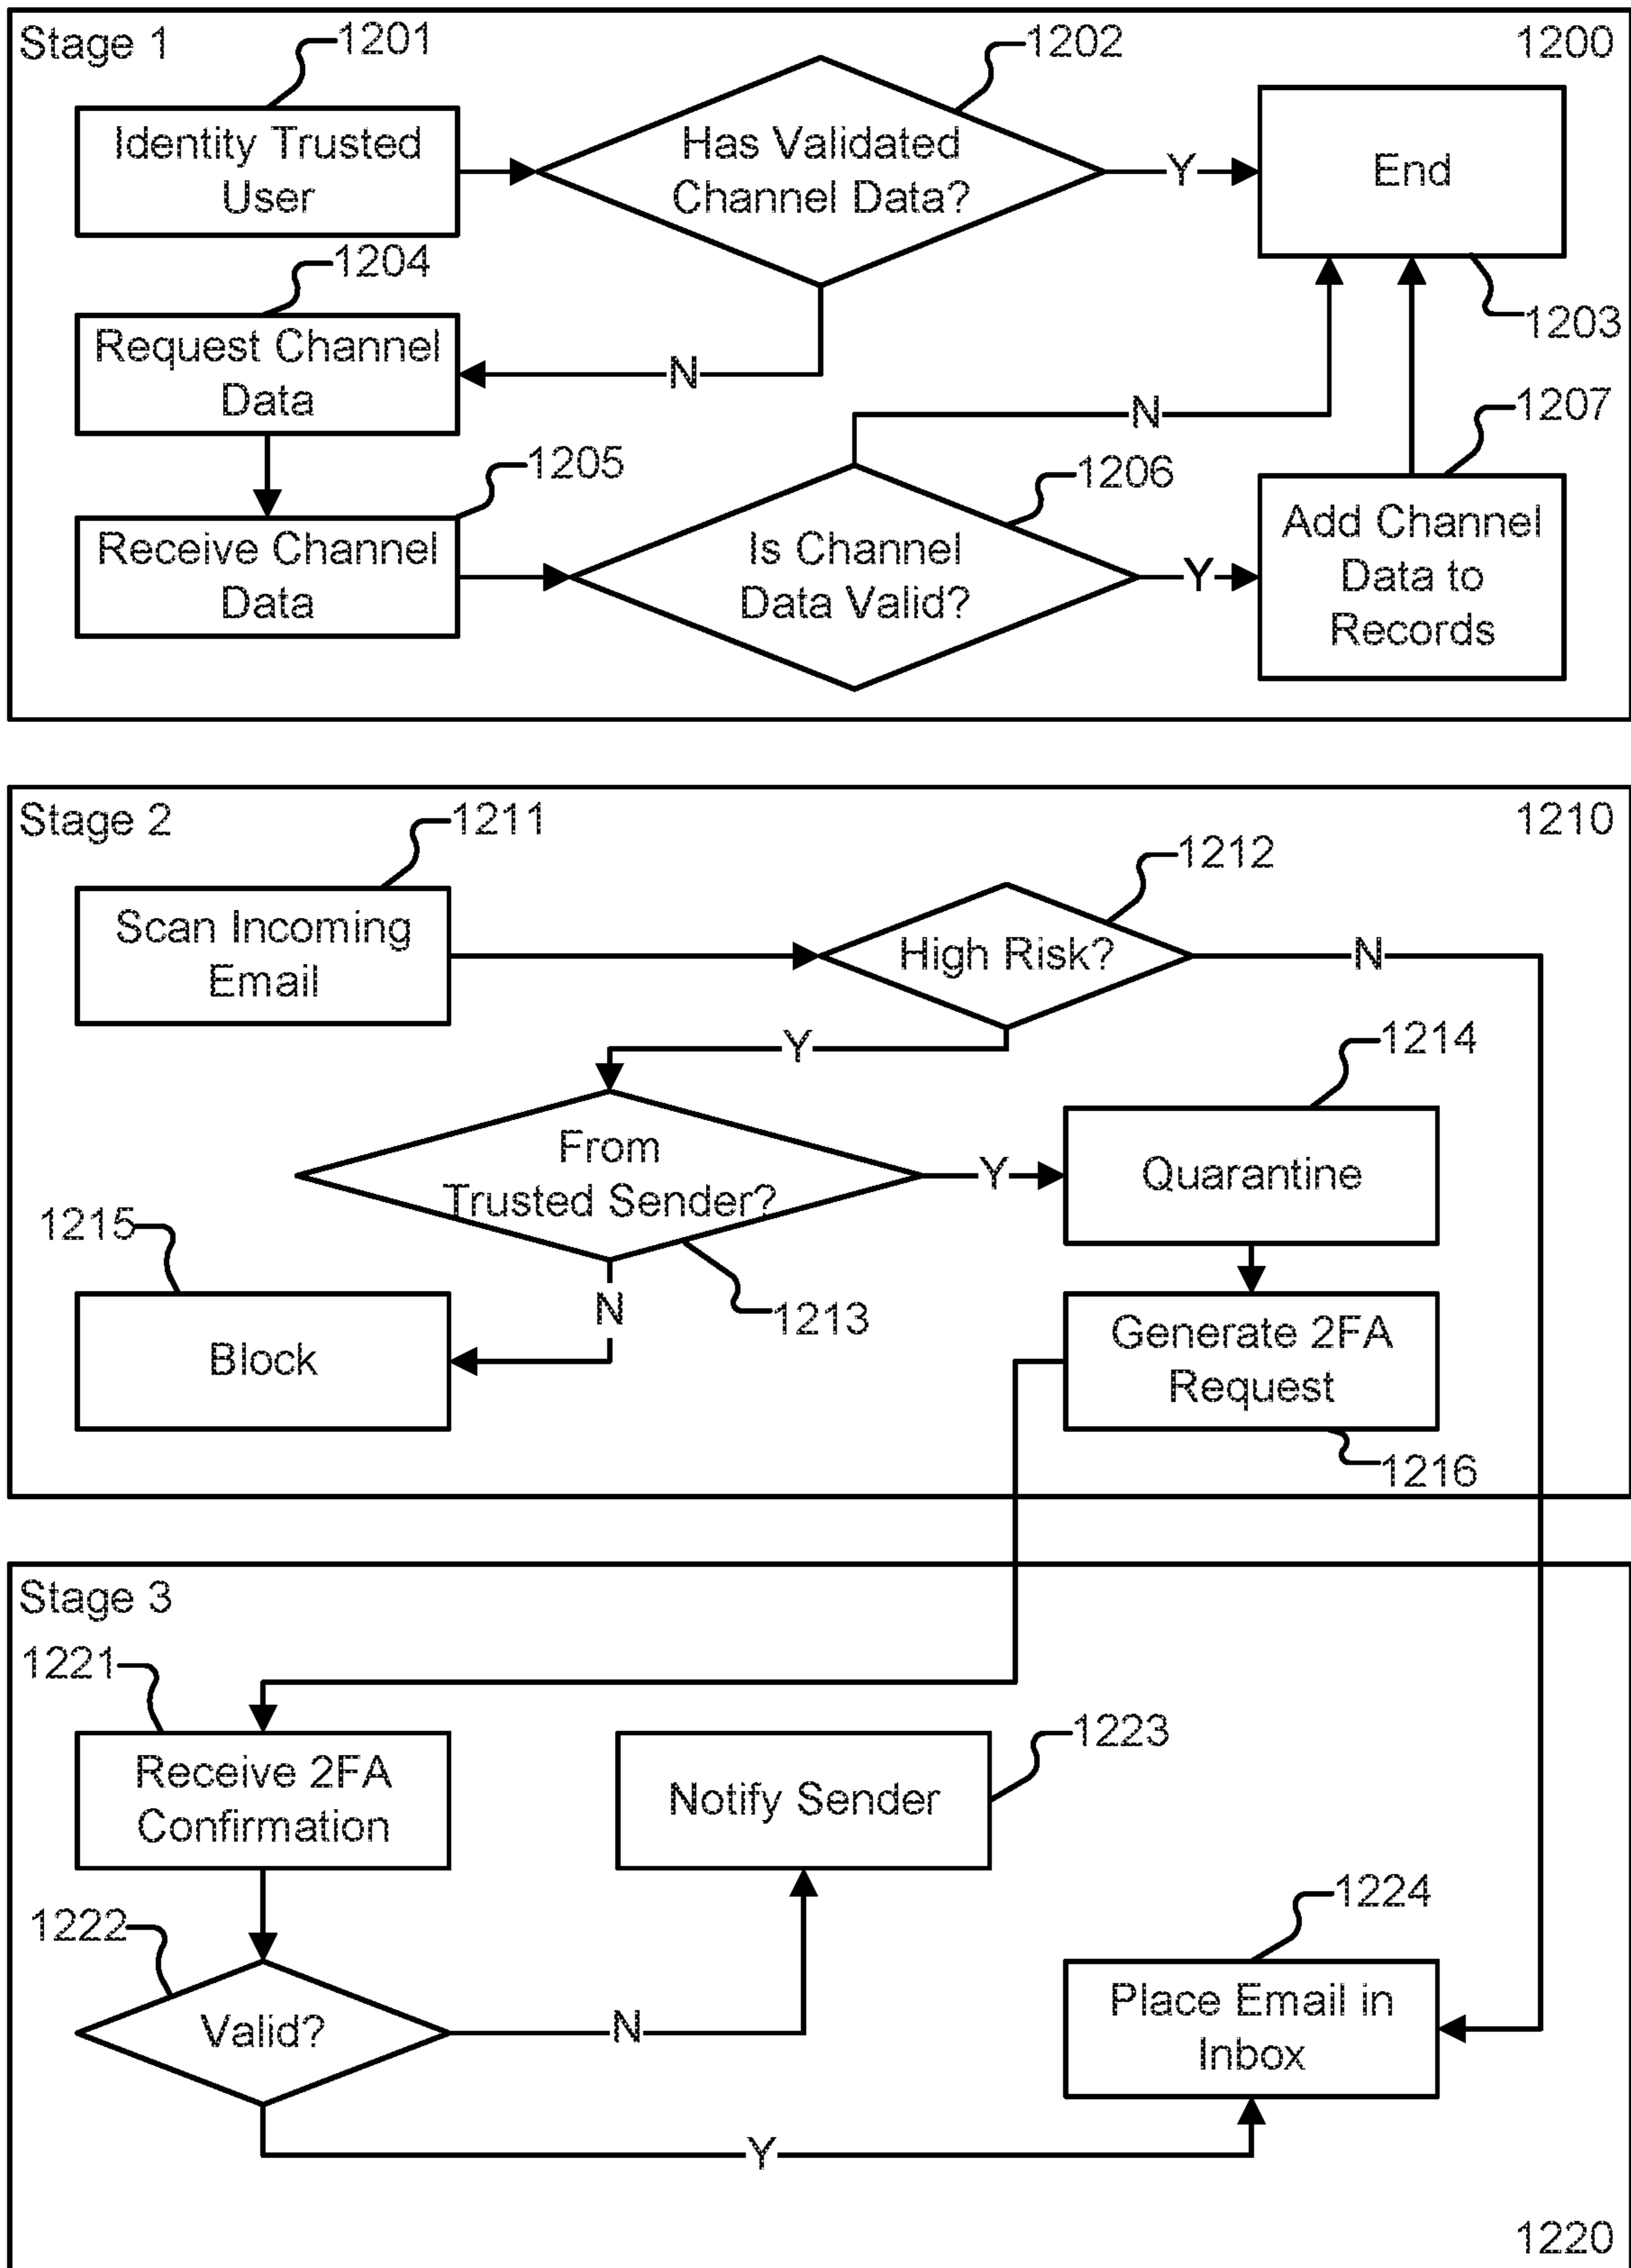 Stage 1
1201
1202
1200
Identity Trusted
User
Has Validated
Channel Data?
Y
End
1204
1203
Request Channel
Data
N
N
1207
1205
1206
Receive Channel
Data
Is Channel
Data Valid?
Y
Add Channel
Data to
Records
Stage 2
1211
1210
1212
Scan Incoming
Email
High Risk?
N
Y
1214
From
Trusted Sender?
Y
Quarantine
1215
N
1213
Block
Generate 2FA
Request
1216
Stage 3
1221
1223
Receive 2FA
Confirmation
Notify Sender
1224
1222
Valid?
N
Place Email in
Inbox
Y
1220